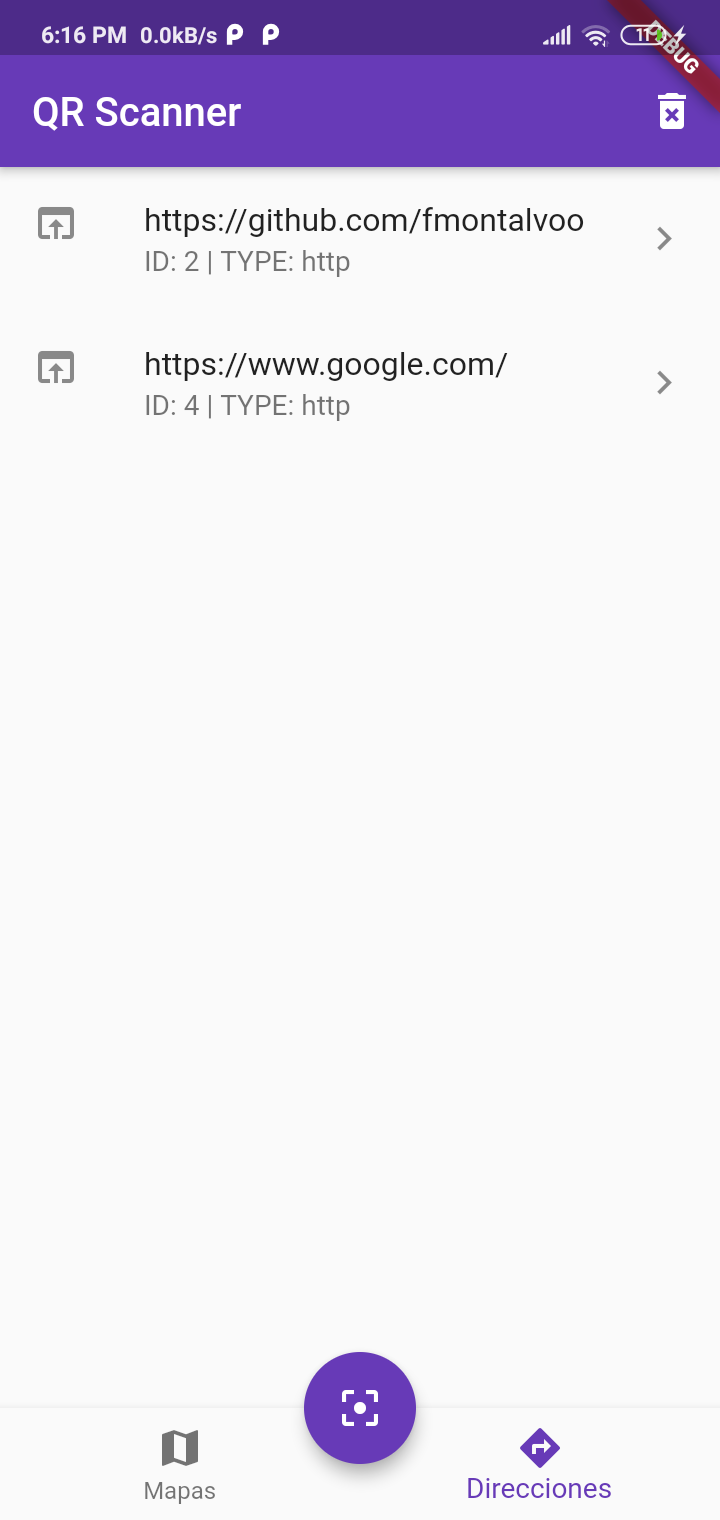 6:16 PM 0.0kB/s
DEBUG
QR Scanner
https://github.com/fmontalvoo
ID: 2 | TYPE: http
https://www.google.com/
ID: 4 | TYPE: http
Mapas
Direcciones